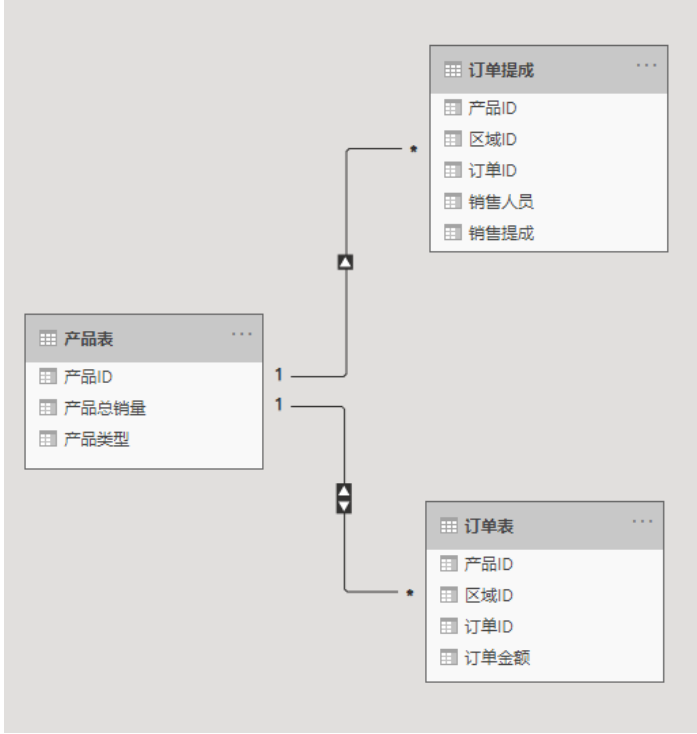 订单提成
产品ID
区域ID
订单ID
销售人员
销售提成
*
产品表
产品ID
产品总销量
产品类型
1
1
*
订单表
产品ID
区域ID
订单ID
订单金额